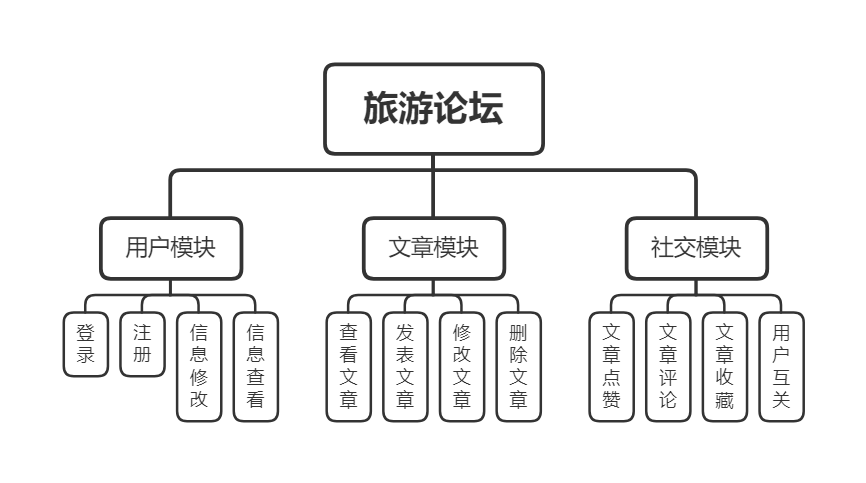 旅游论坛
用户模块
文章模块
社交模块
登录
注册
信息修改
信息查看
查看文章
发表文章
修改文章
删除文章
文章点赞
文章评论
文章收藏
用户互关